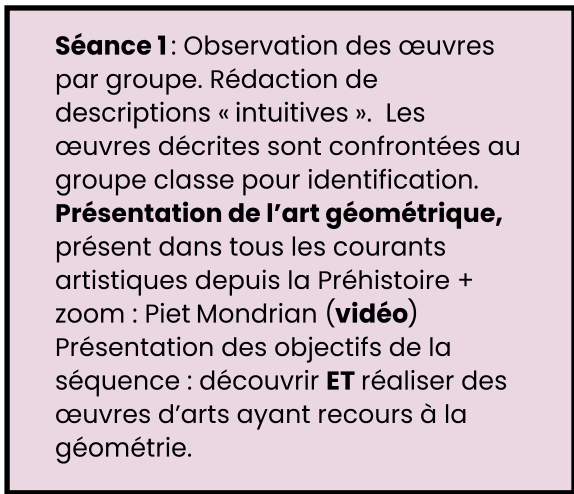 Séance 1 : Observation des œuvres
par groupe. Rédaction de
descriptions « intuitives ».  Les
œuvres décrites sont confrontées au
groupe classe pour identification.
Présentation de l’art géométrique,
présent dans tous les courants
artistiques depuis la Préhistoire +
zoom : Piet Mondrian (vidéo)
Présentation des objectifs de la
séquence : découvrir ET réaliser des
œuvres d’arts ayant recours à la
géométrie.